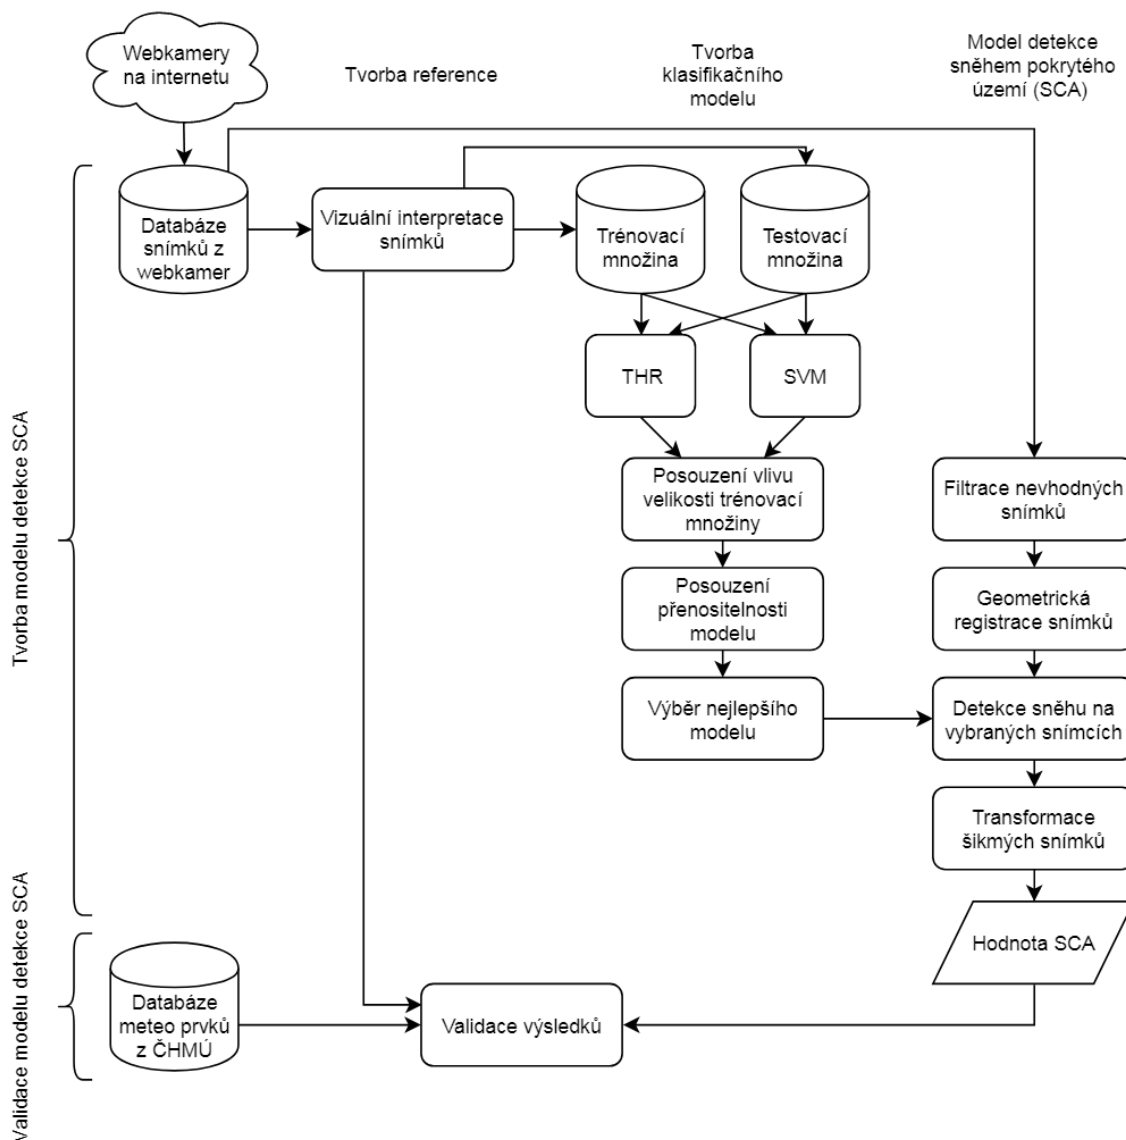 Webkamery
na internetu
Tvorba reference
Tvorba
klasifikačního
modelu
Model detekce
sněhem pokrytého
území (SCA)
Databáze
snímků z
webkamer
Vizuální interpretace
snímků
Trénovací
množina
Testovací
množina
THR
SVM
Posouzení vlivu
velikosti trénovací
množiny
Posouzení
přenositelnosti
modelu
Výběr nejlepšího
modelu
Filtrace nevhodných
snímků
Geometrická
registrace snímků
Detekce sněhu na
vybraných snímcích
Transformace
šikmých snímků
Hodnota SCA
Tvorba modelu detekce SCA
Validace modelu detekce SCA
Databáze
meteo prvků
z ČHMÚ
Validace výsledků